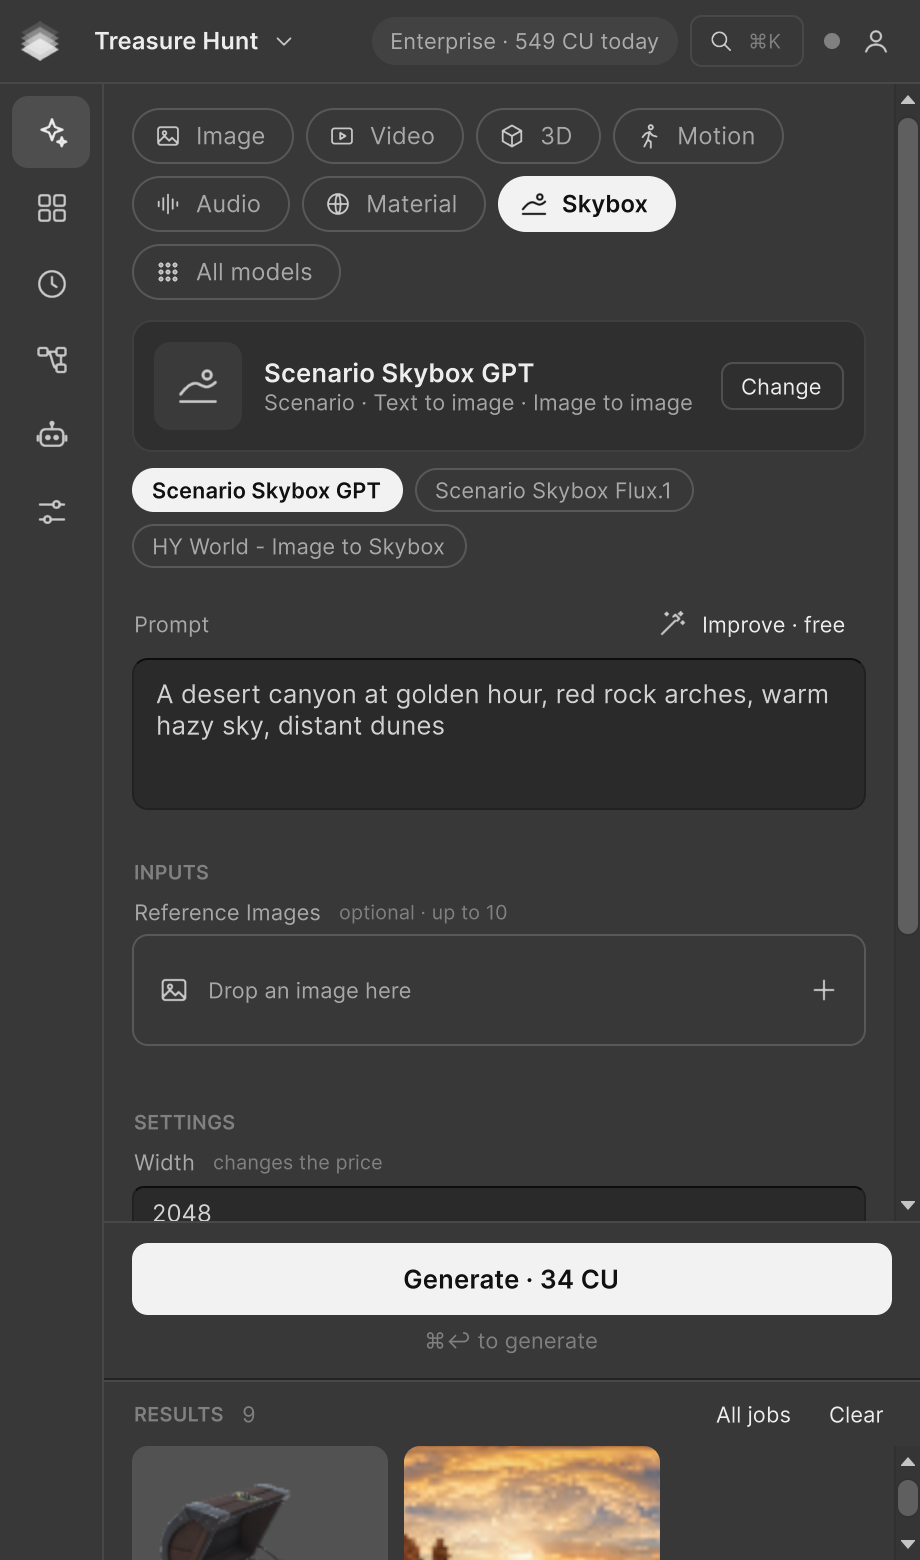 Treasure Hunt
Enterprise · 549 CU today
⌘K
Image
Video
3D
Motion
Audio
Material
Skybox
All models
Scenario Skybox GPT
Scenario · Text to image · Image to image
Change
Scenario Skybox GPT
Scenario Skybox Flux.1
HY World - Image to Skybox
Prompt
Improve · free
A desert canyon at golden hour, red rock arches, warm
hazy sky, distant dunes
INPUTS
Reference Images optional · up to 10
Drop an image here
SETTINGS
Width changes the price
2048
Generate · 34 CU
⌘↩ to generate
RESULTS 9
All jobs
Clear